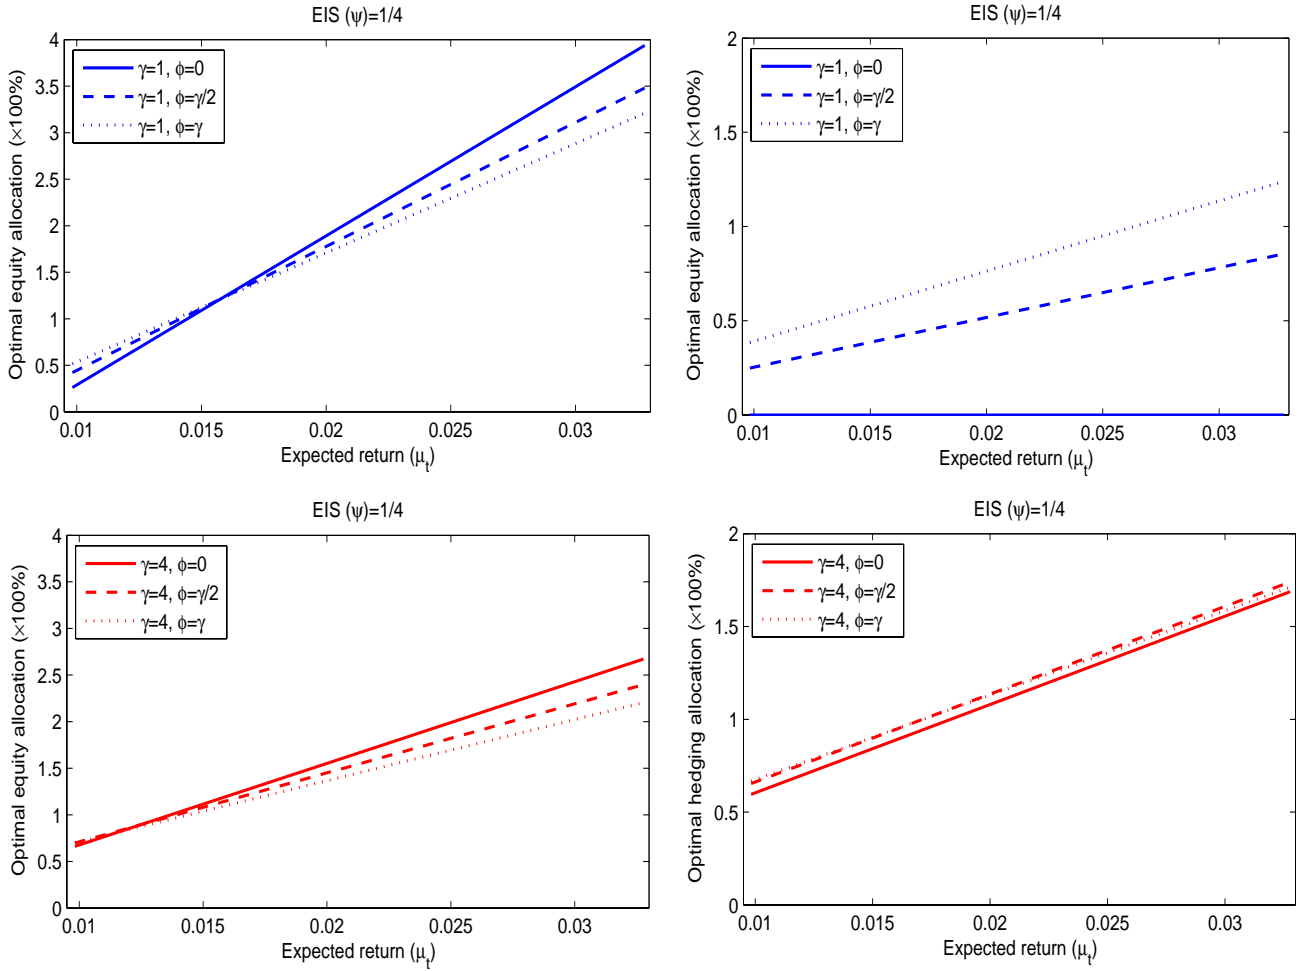 EIS (ψ)=1/4
Optimal equity allocation (×100%)
4
3.5
3
2.5
2
1.5
1
0.5
0
γ=1, ϕ=0
γ=1, ϕ=γ/2
γ=1, ϕ=γ
0.01
0.015
0.02
0.025
0.03
Expected return (μt)
EIS (ψ)=1/4
Optimal equity allocation (×100%)
2
1.5
1
0.5
0
γ=1, ϕ=0
γ=1, ϕ=γ/2
γ=1, ϕ=γ
0.01
0.015
0.02
0.025
0.03
Expected return (μt)
EIS (ψ)=1/4
Optimal equity allocation (×100%)
4
3.5
3
2.5
2
1.5
1
0.5
0
γ=4, ϕ=0
γ=4, ϕ=γ/2
γ=4, ϕ=γ
0.01
0.015
0.02
0.025
0.03
Expected return (μt)
EIS (ψ)=1/4
Optimal hedging allocation (×100%)
2
1.5
1
0.5
0
γ=4, ϕ=0
γ=4, ϕ=γ/2
γ=4, ϕ=γ
0.01
0.015
0.02
0.025
0.03
Expected return (μt)